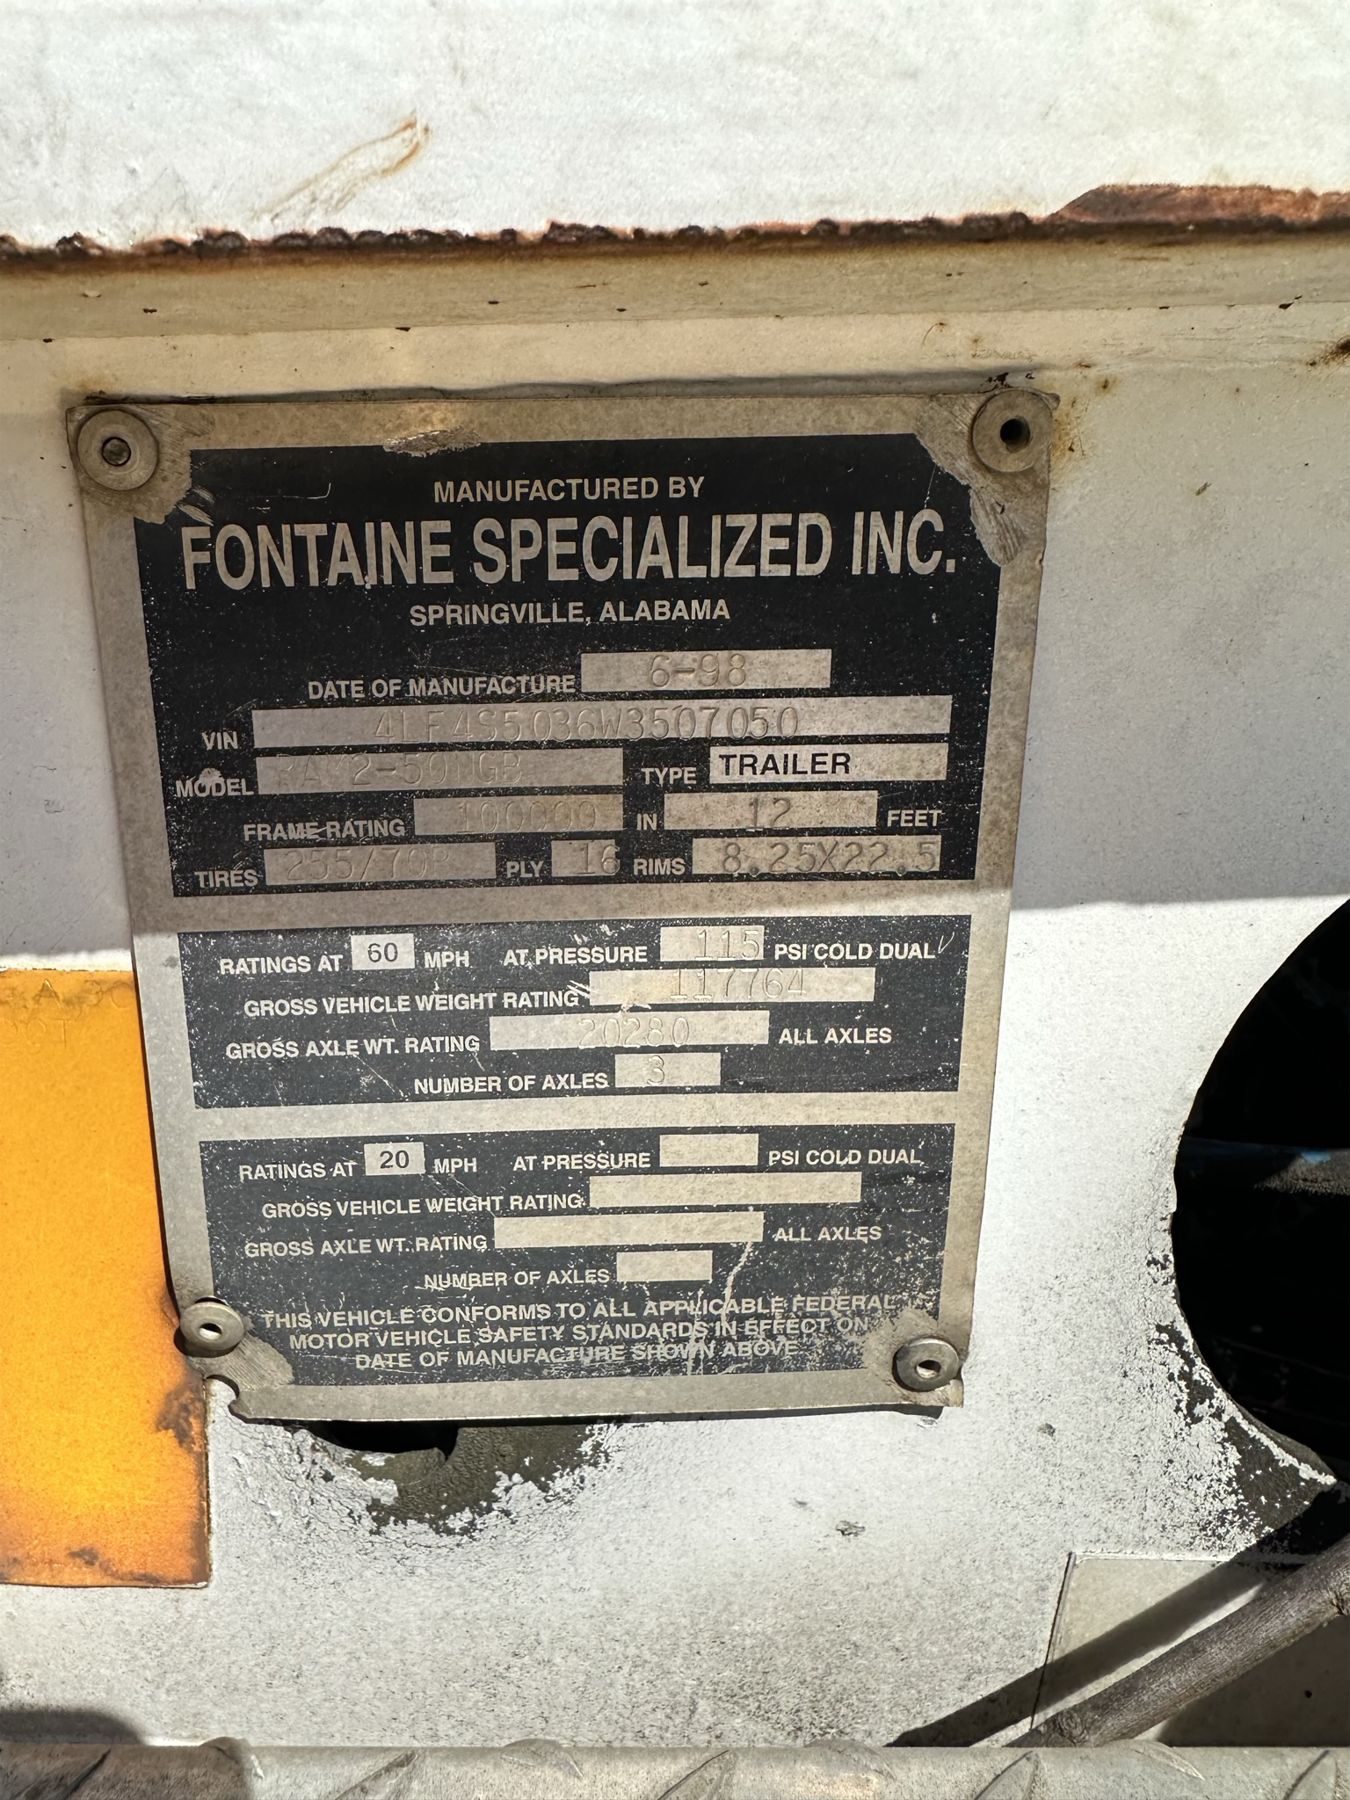 MANUFACTURED BY
FONTAINE SPECIALIZED INC.
SPRINGVILLE, ALABAMA
DATE OF MANUFACTURE 6-98
VIN 4LF4S5036W3507050
MODEL TYPE TRAILER
FRAME RATING 100000 IN 12 FEET
TIRES 255/70R PLY 16 RIMS 8.25X22.5
RATINGS AT 60 MPH AT PRESSURE 115 PSI COLD DUAL
GROSS VEHICLE WEIGHT RATING 117764
GROSS AXLE WT. RATING 20280 ALL AXLES
NUMBER OF AXLES 3
RATINGS AT 20 MPH AT PRESSURE PSI COLD DUAL
GROSS VEHICLE WEIGHT RATING
GROSS AXLE WT. RATING ALL AXLES
NUMBER OF AXLES
THIS VEHICLE CONFORMS TO ALL APPLICABLE FEDERAL
MOTOR VEHICLE SAFETY STANDARDS IN EFFECT ON
DATE OF MANUFACTURE SHOWN ABOVE